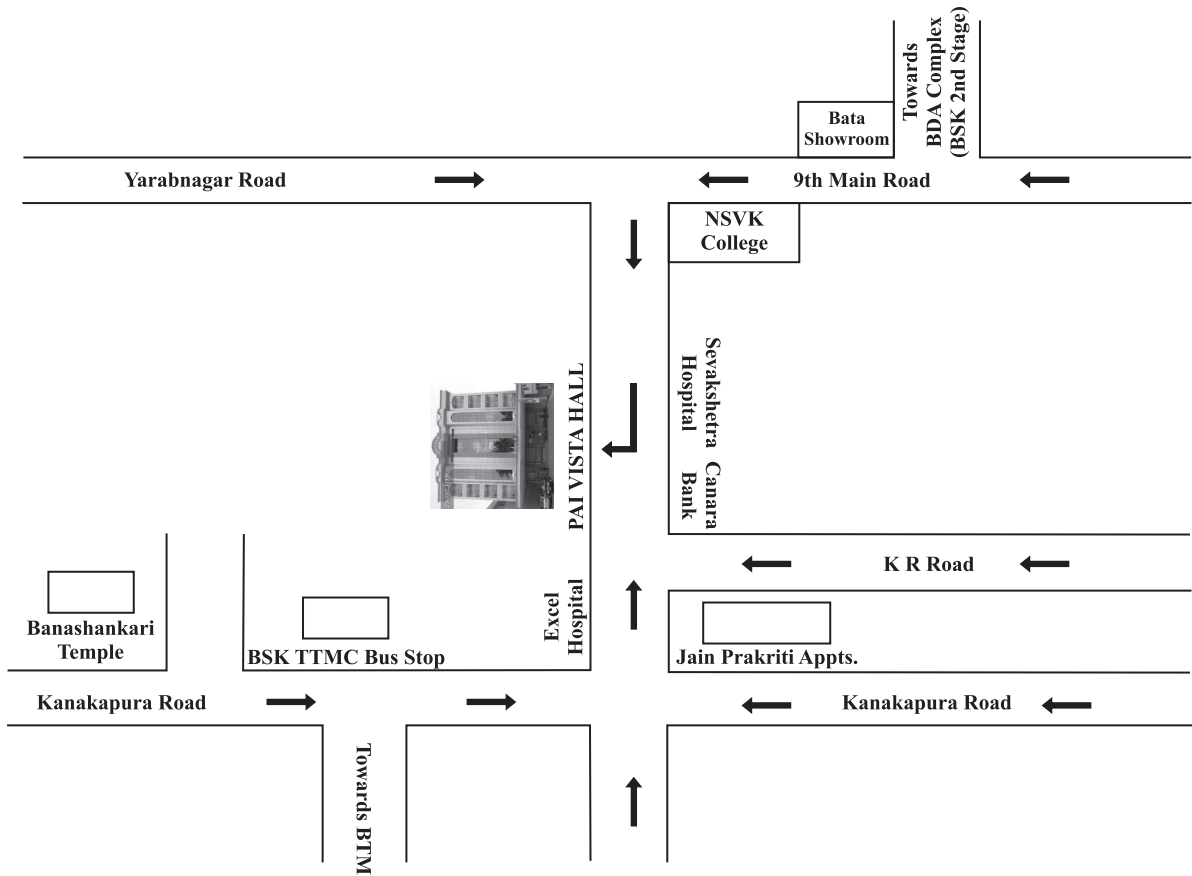 Towards
BDA Complex
(BSK 2nd Stage)
Bata
Showroom
Yarabnagar Road
9th Main Road
NSVK
College
Sevakshetra
Hospital
Canara
Bank
PAI VISTA HALL
K R Road
Excel
Hospital
Banashankari
Temple
BSK TTMC Bus Stop
Jain Prakriti Appts.
Kanakapura Road
Kanakapura Road
Towards BTM